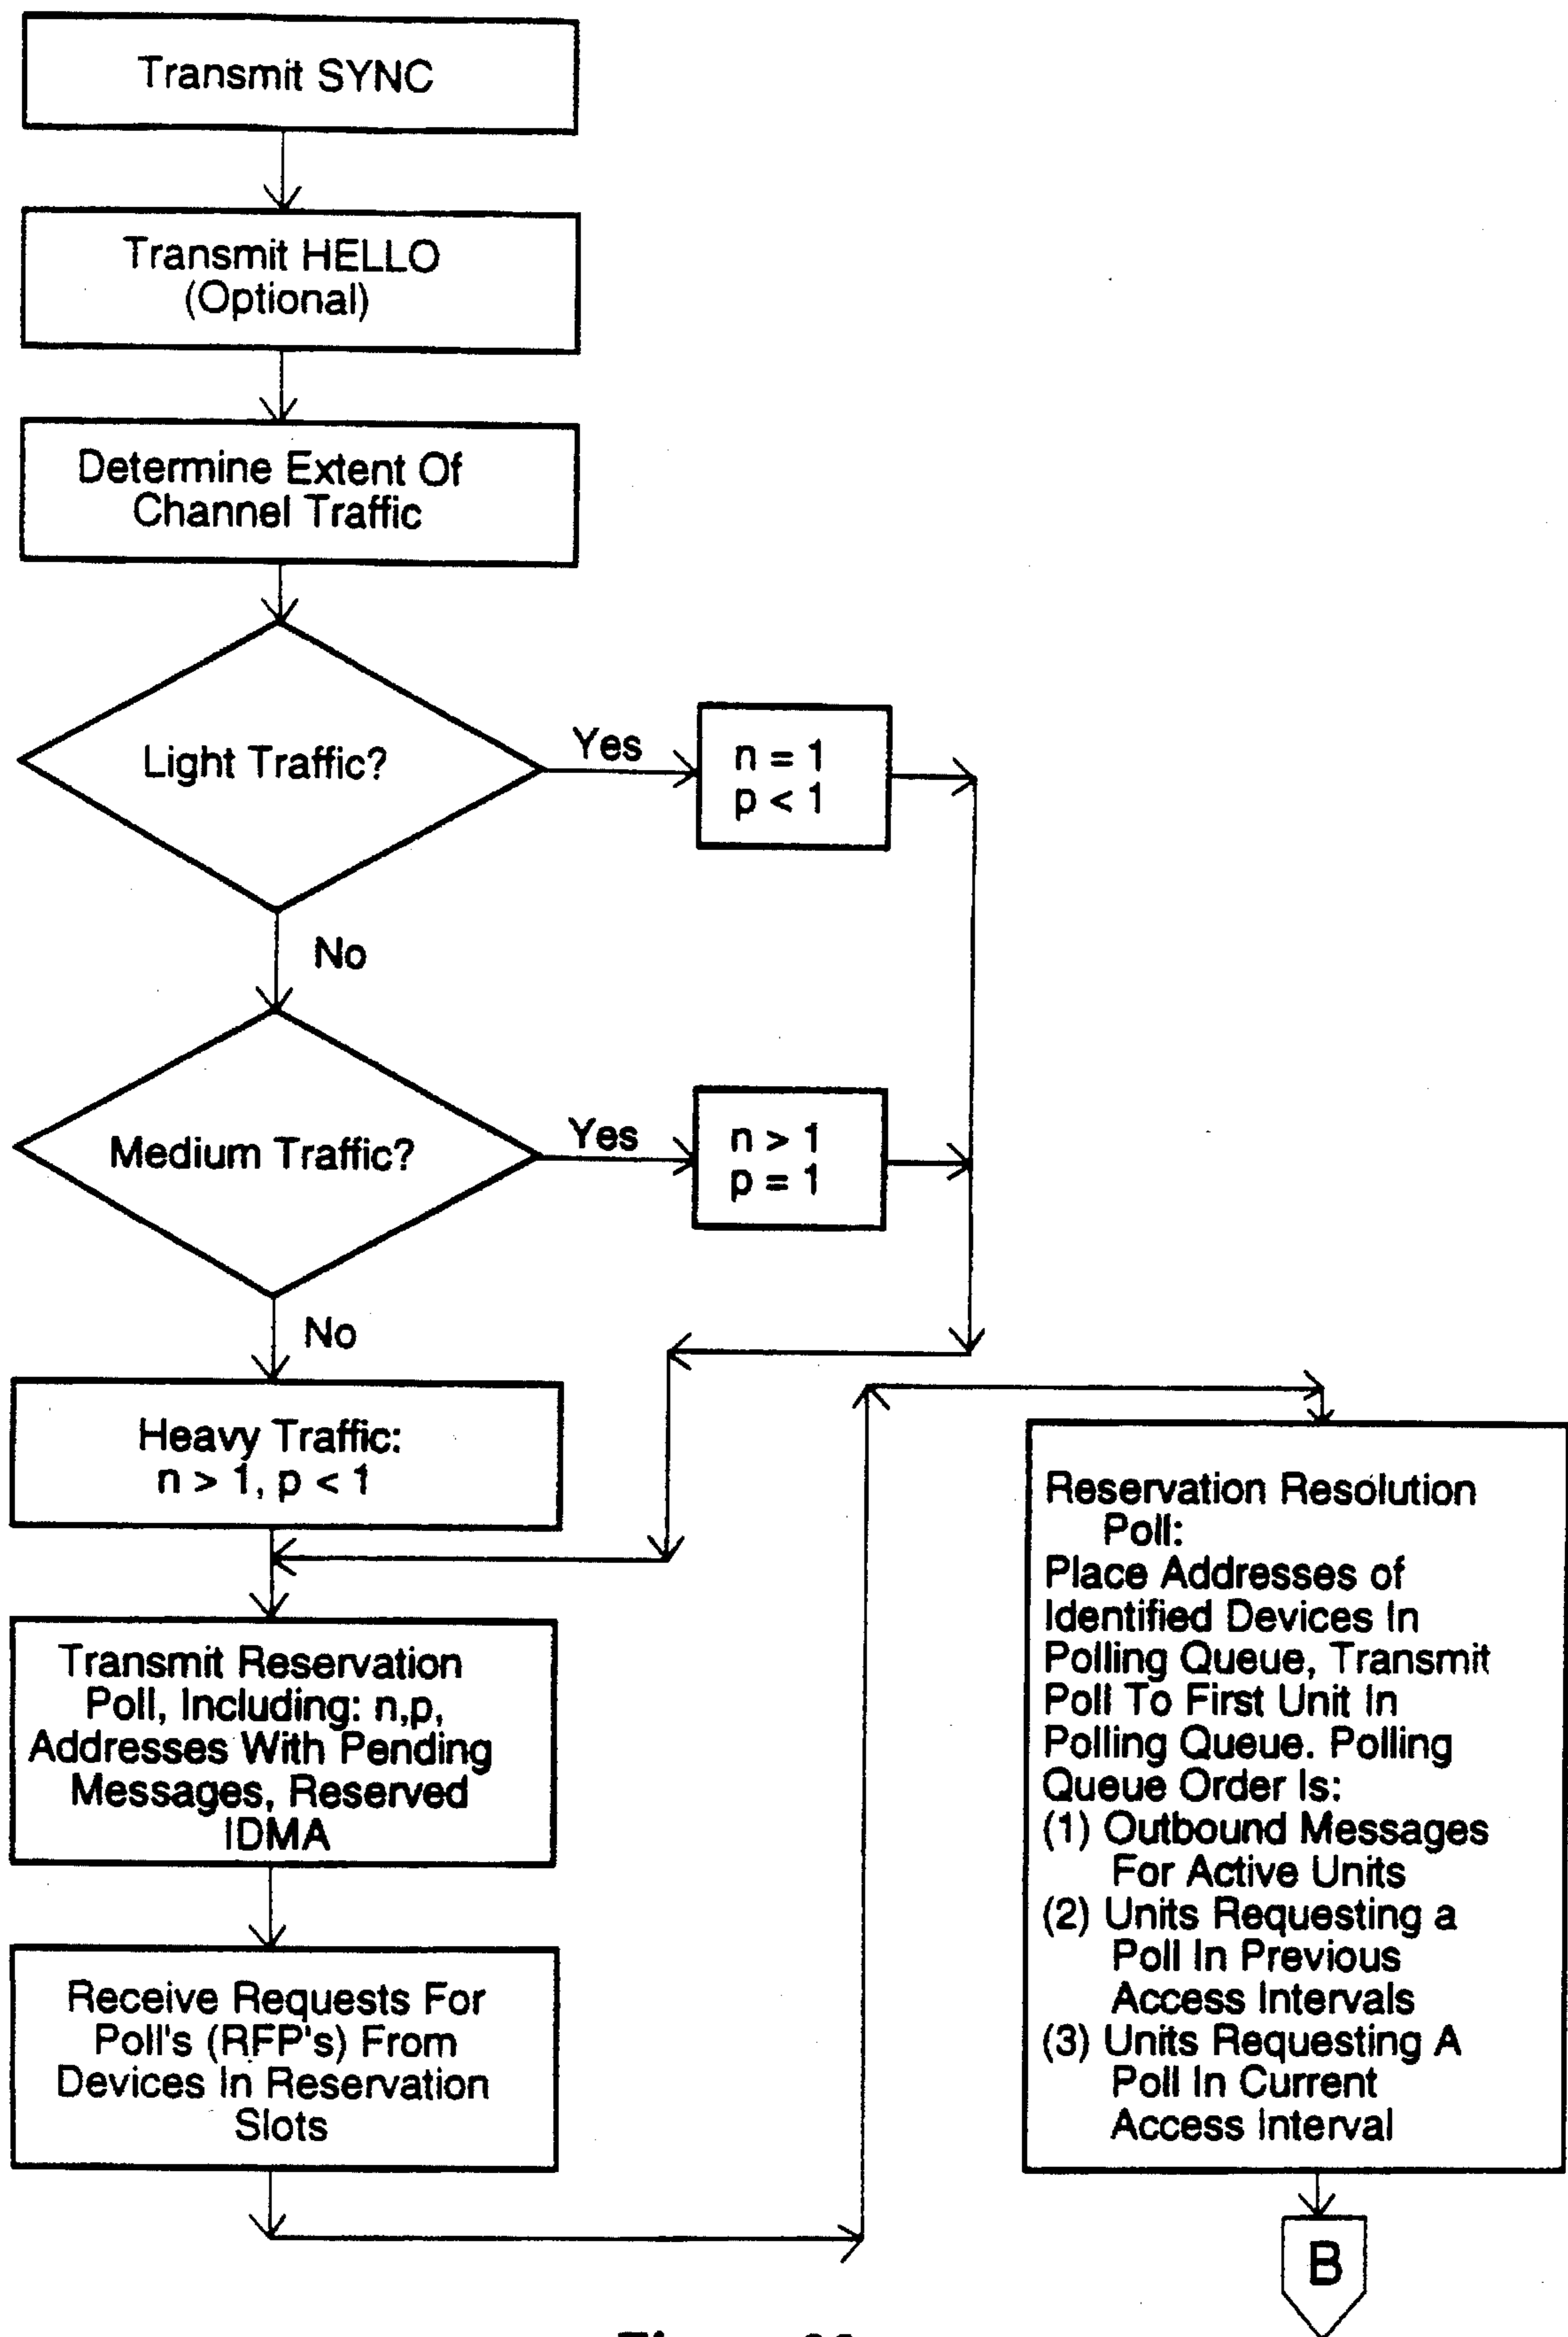 Transmit SYNC
Transmit HELLO
(Optional)
Determine Extent Of
Channel Traffic
Light Traffic?
Yes
n = 1
p < 1
No
Medium Traffic?
Yes
n > 1
p = 1
No
Heavy Traffic:
n > 1, p < 1
Transmit Reservation
Poll, Including: n,p,
Addresses With Pending
Messages, Reserved
IDMA
Receive Requests For
Poll's (RFP's) From
Devices In Reservation
Slots
Reservation Resolution
Poll:
Place Addresses of
Identified Devices In
Polling Queue, Transmit
Poll To First Unit In
Polling Queue. Polling
Queue Order Is:
(1) Outbound Messages
For Active Units
(2) Units Requesting a
Poll In Previous
Access Intervals
(3) Units Requesting A
Poll In Current
Access Interval
B